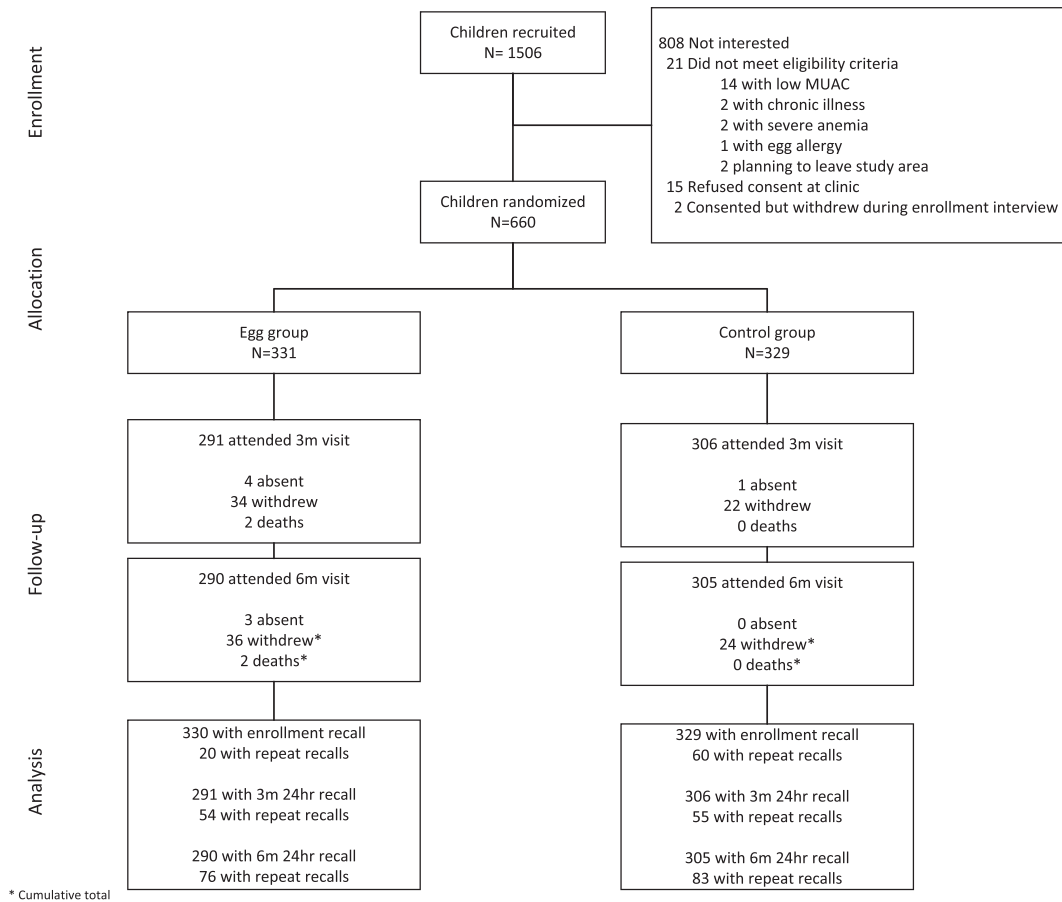 Enrollment
Children recruited
N= 1506
808 Not interested
21 Did not meet eligibility criteria
14 with low MUAC
2 with chronic illness
2 with severe anemia
1 with egg allergy
2 planning to leave study area
15 Refused consent at clinic
2 Consented but withdrew during enrollment interview
Children randomized
N=660
Allocation
Egg group
N=331
Control group
N=329
Follow-up
291 attended 3m visit
4 absent
34 withdrew
2 deaths
306 attended 3m visit
1 absent
22 withdrew
0 deaths
290 attended 6m visit
3 absent
36 withdrew*
2 deaths*
305 attended 6m visit
0 absent
24 withdrew*
0 deaths*
Analysis
330 with enrollment recall
20 with repeat recalls
291 with 3m 24hr recall
54 with repeat recalls
290 with 6m 24hr recall
76 with repeat recalls
329 with enrollment recall
60 with repeat recalls
306 with 3m 24hr recall
55 with repeat recalls
305 with 6m 24hr recall
83 with repeat recalls
* Cumulative total